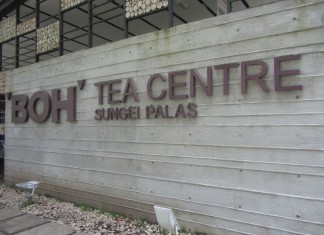 'BOH' TEA CENTRE
SUNGEI PALAS